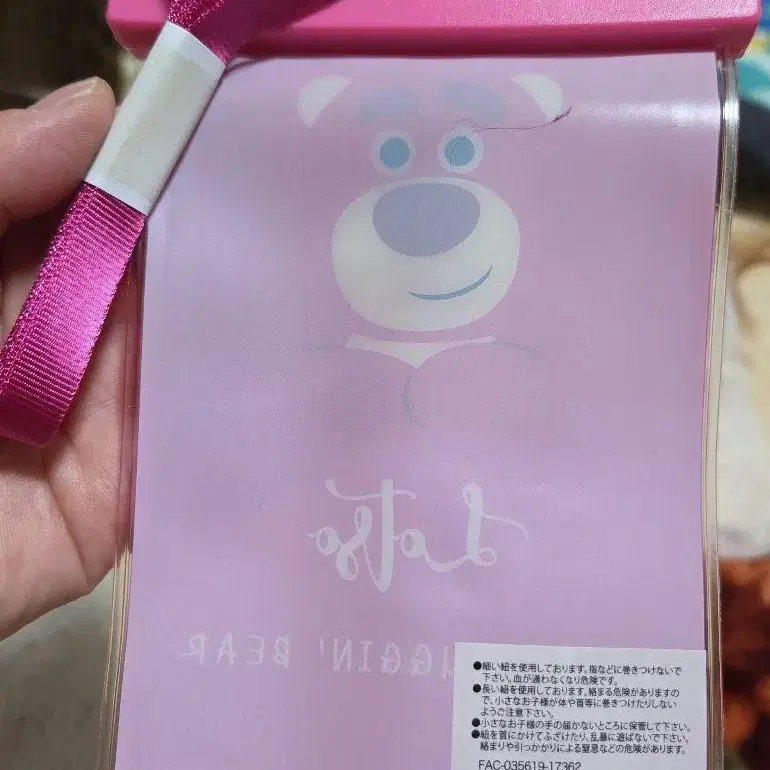 Lotso
HUGGIN' BEAR
●細い紐を使用しております。指などに巻きつけないで
下さい。血が通わなくなり危険です。
●長い紐を使用しております。絡まる危険がありますの
で、小さなお子様が体や首等に巻きつけたりしない
ようご注意下さい。
●小さなお子様の手の届かないところに保管して下さい。
●紐を首にかけてふざけたり、乱暴に遊ばないで下さい。
絡まりや引っかかりによる窒息などの危険があります。
FAC-035619-17362